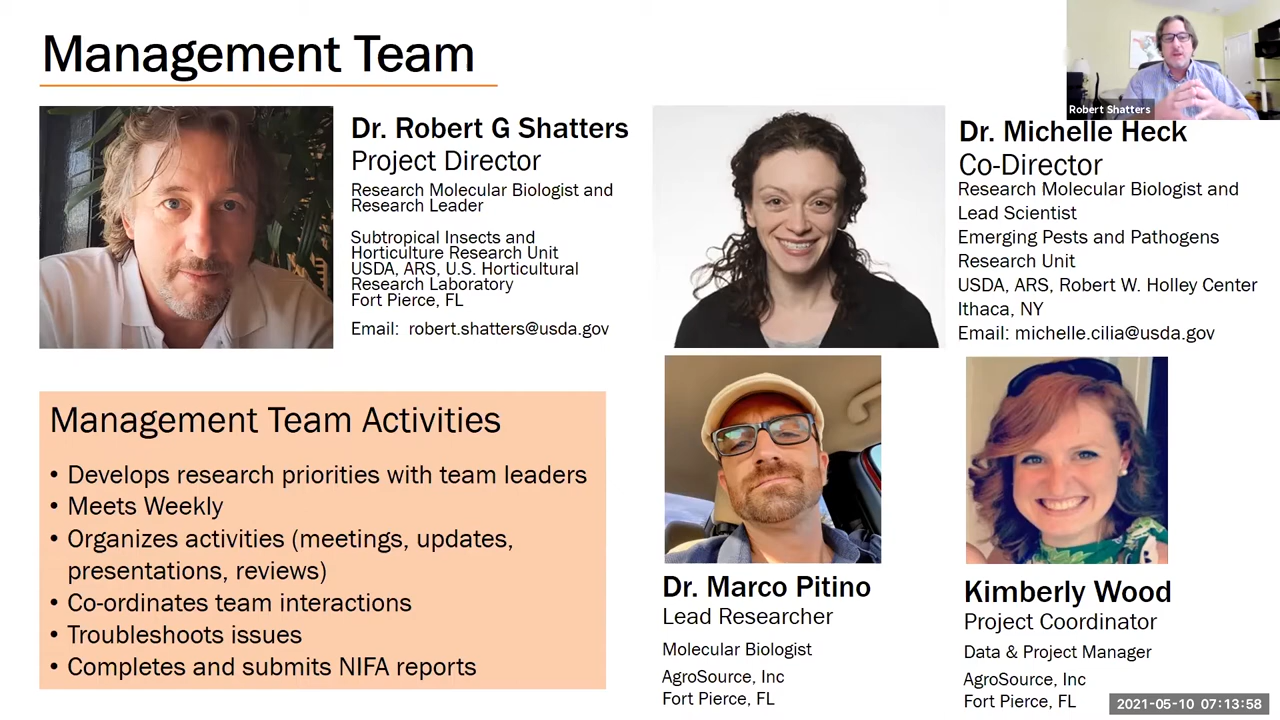 Management Team
Robert Shatters
Dr. Robert G Shatters
Project Director
Research Molecular Biologist and
Research Leader
Subtropical Insects and
Horticulture Research Unit
USDA, ARS, U.S. Horticultural
Research Laboratory
Fort Pierce, FL
Email: robert.shatters@usda.gov
Dr. Michelle Heck
Co-Director
Research Molecular Biologist and
Lead Scientist
Emerging Pests and Pathogens
Research Unit
USDA, ARS, Robert W. Holley Center
Ithaca, NY
Email: michelle.cilia@usda.gov
Management Team Activities
• Develops research priorities with team leaders
• Meets Weekly
• Organizes activities (meetings, updates,
presentations, reviews)
• Co-ordinates team interactions
• Troubleshoots issues
• Completes and submits NIFA reports
Dr. Marco Pitino
Lead Researcher
Molecular Biologist
AgroSource, Inc
Fort Pierce, FL
Kimberly Wood
Project Coordinator
Data & Project Manager
AgroSource, Inc
Fort Pierce, FL
2021-05-10 07:13:58